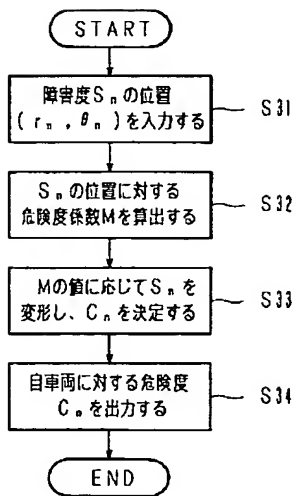 START
障害度Snの位置
(rn, θn)を入力する
S31
Snの位置に対する
危険度係数Mを算出する
S32
Mの値に応じてSnを
変形し、Cnを決定する
S33
自車両に対する危険度
Cnを出力する
S34
END